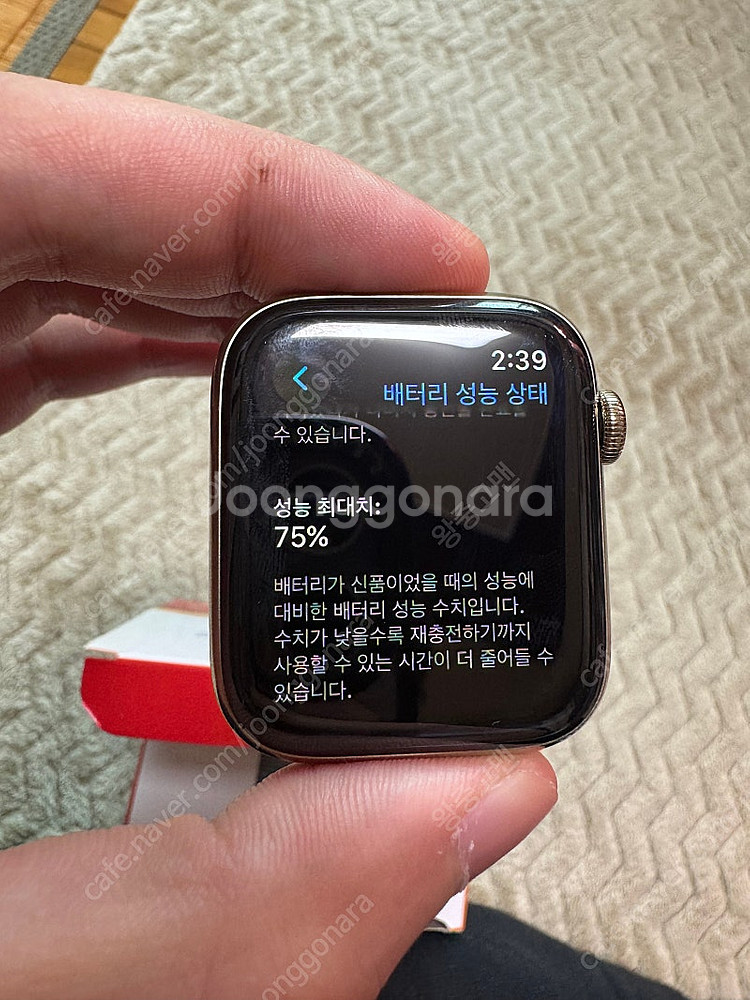 2:39
배터리 성능 상태
수 있습니다.
성능 최대치:
75%
배터리가 신품이었을 때의 성능에
대비한 배터리 성능 수치입니다.
수치가 낮을수록 재충전하기까지
사용할 수 있는 시간이 더 줄어들 수
있습니다.
Joonggonara
cafe.naver.com/joonggonara